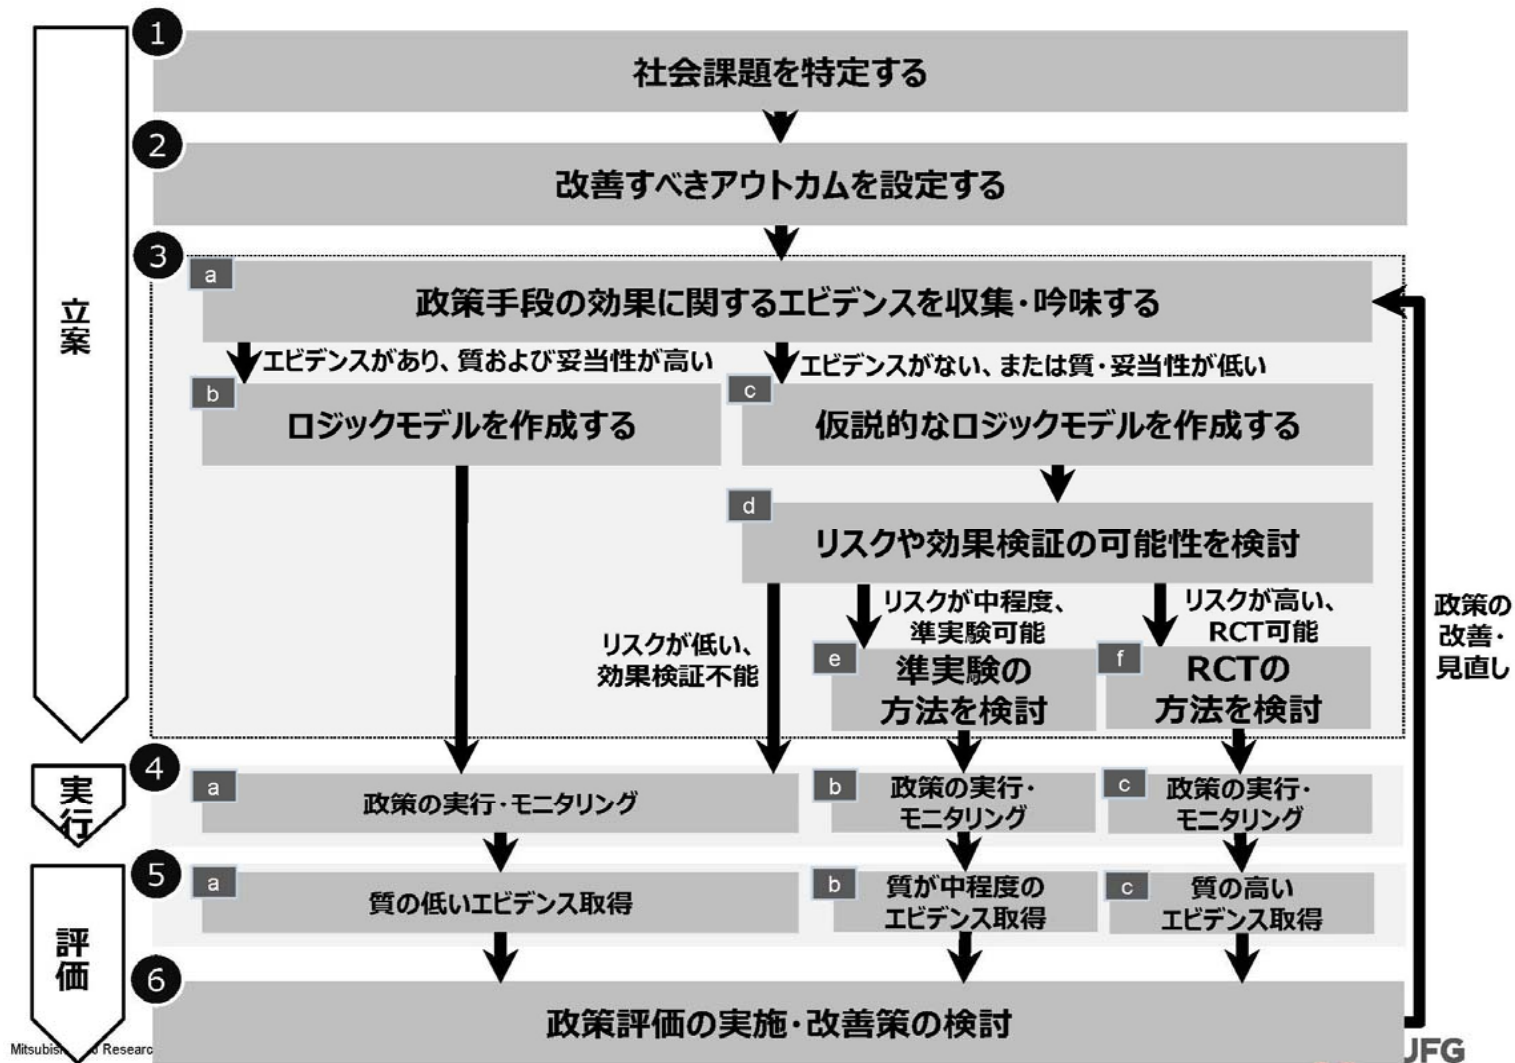 1
社会課題を特定する
2
改善すべきアウトカムを設定する
3
a
政策手段の効果に関するエビデンスを収集・吟味する
エビデンスがあり、質および妥当性が高い
エビデンスがない、または質・妥当性が低い
b
ロジックモデルを作成する
c
仮説的なロジックモデルを作成する
d
リスクや効果検証の可能性を検討
リスクが低い、
効果検証不能
リスクが中程度、
準実験可能
リスクが高い、
RCT可能
e
準実験の
方法を検討
f
RCTの
方法を検討
立案
政策の
改善・
見直し
4
実行
a
政策の実行・モニタリング
b
政策の実行・
モニタリング
c
政策の実行・
モニタリング
5
評価
a
質の低いエビデンス取得
b
質が中程度の
エビデンス取得
c
質の高い
エビデンス取得
6
政策評価の実施・改善策の検討